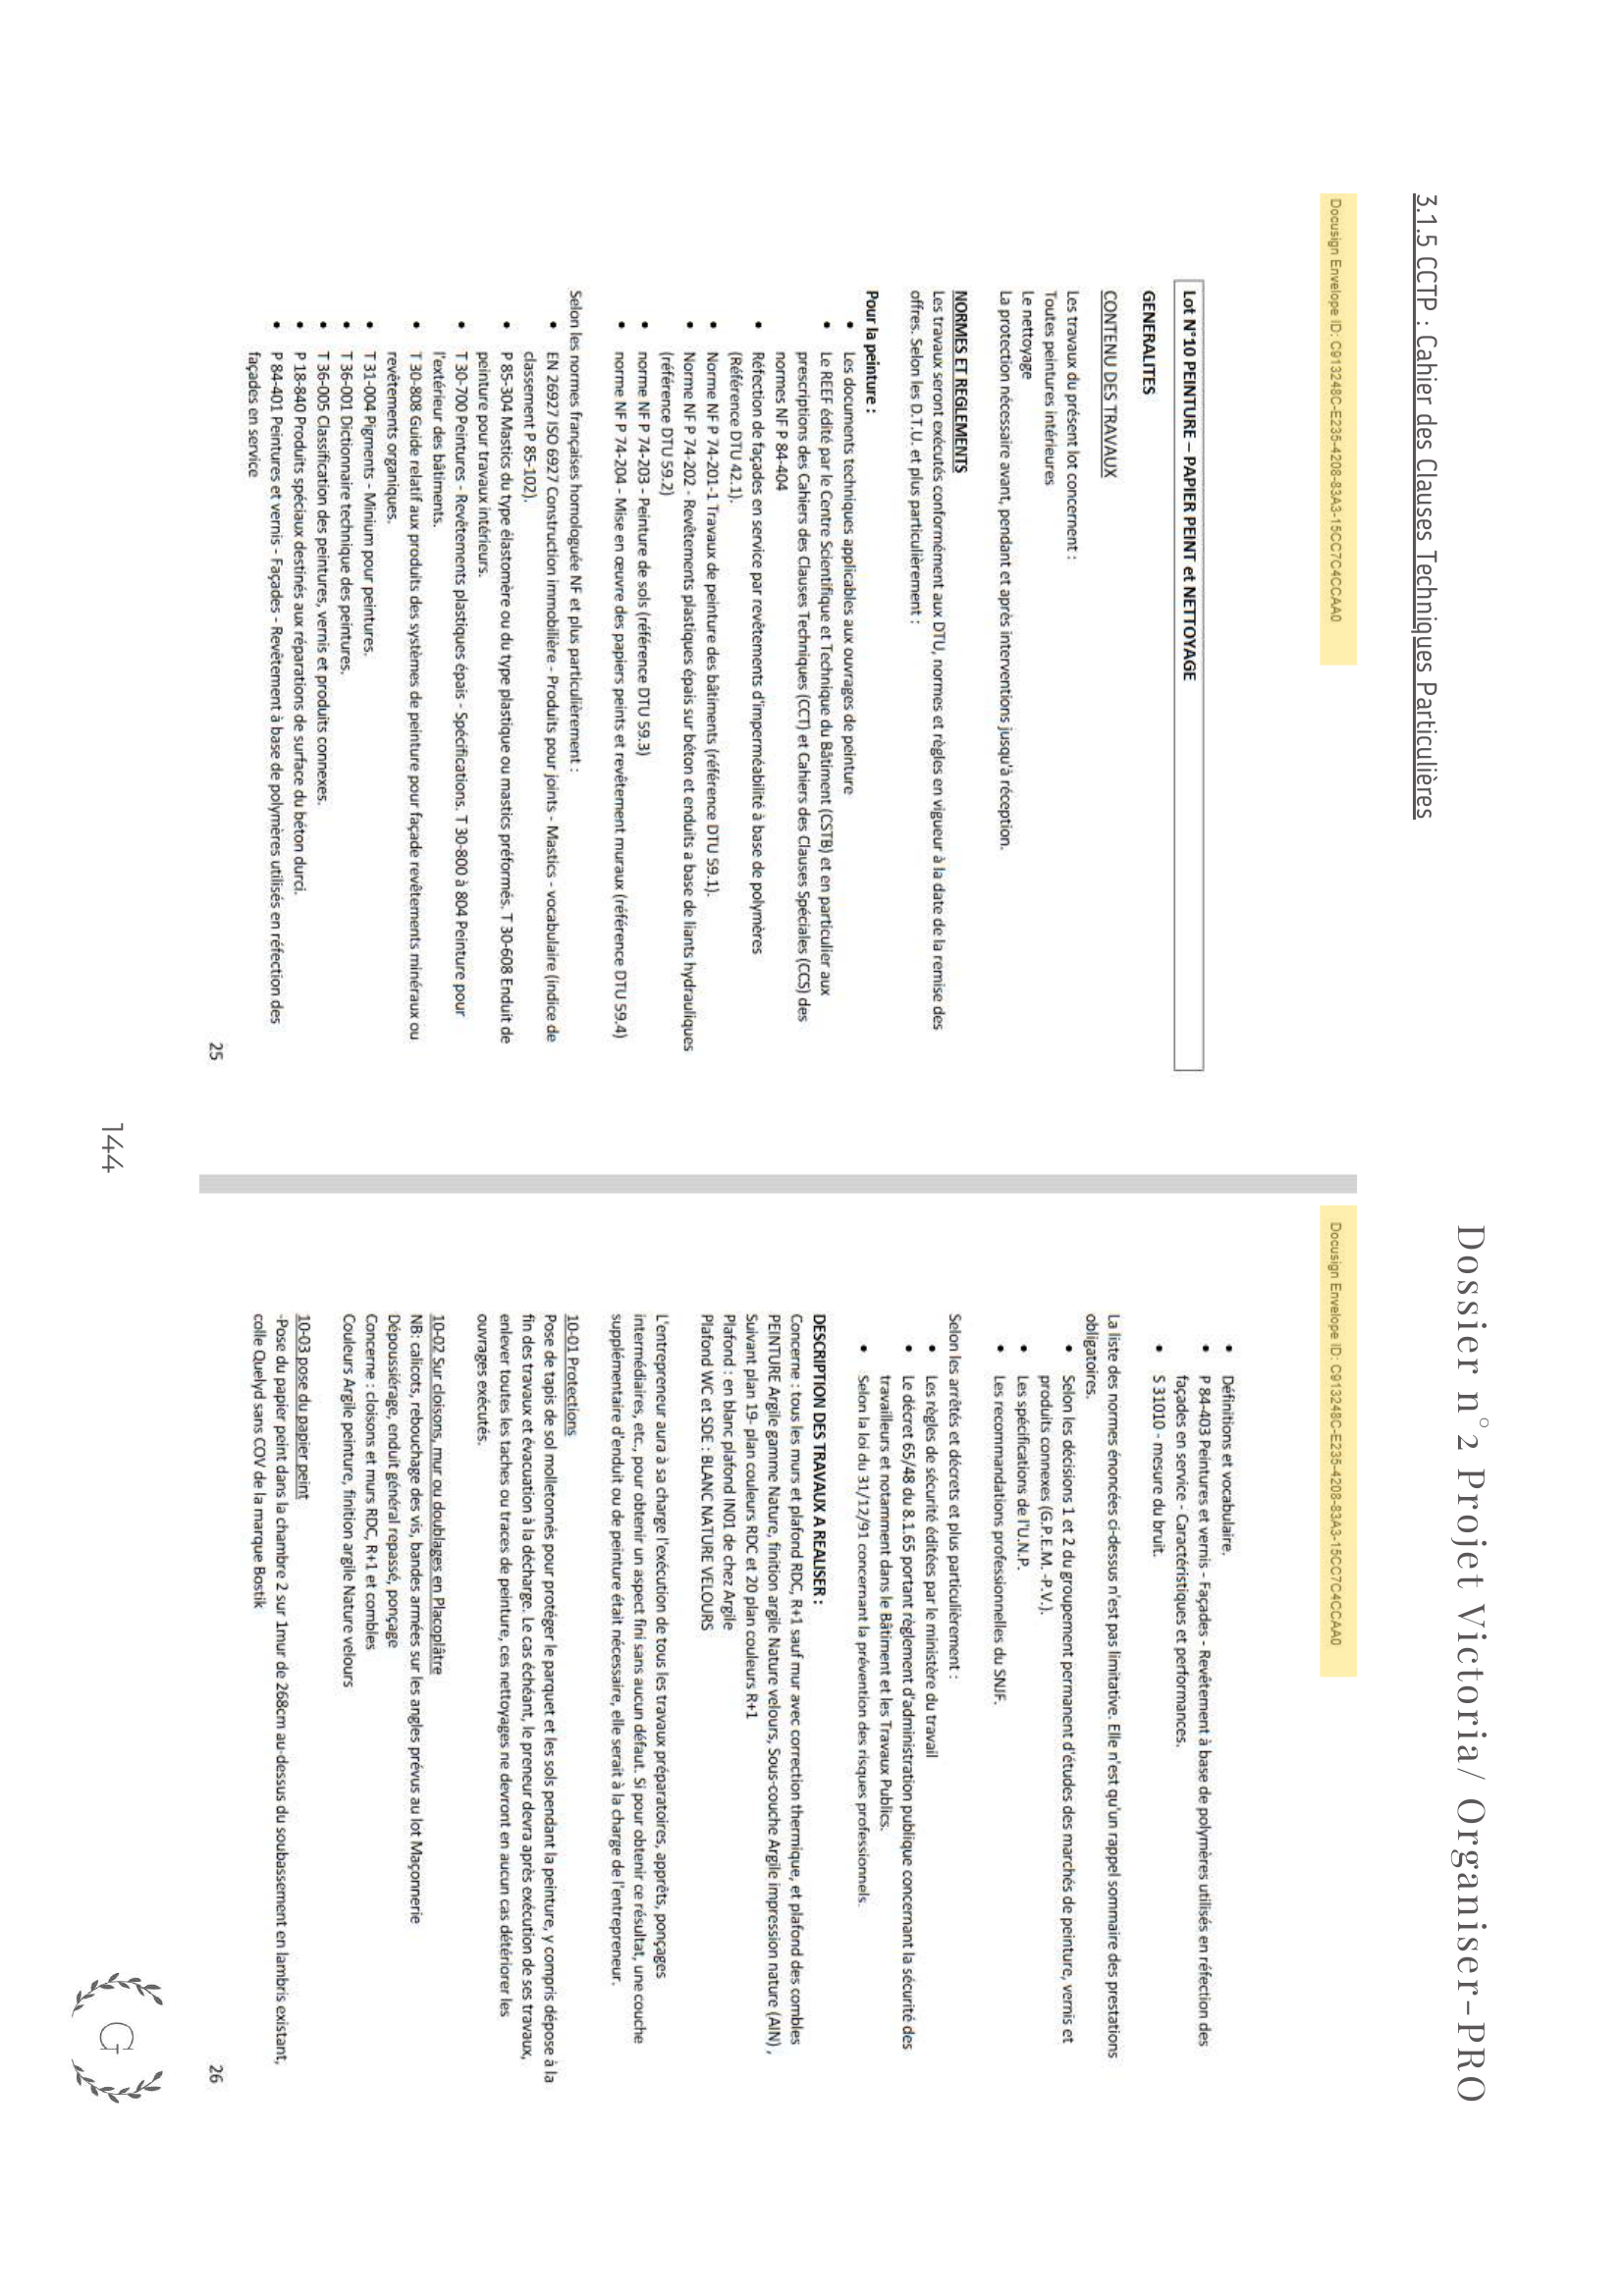 Dossier n°2 Projet Victoria/ Organiser-PRO
3.1.5 CCTP : Cahier des Clauses Techniques Particulières
Docusign Envelope ID: C913248C-E235-4208-83A3-15CC7C4CCAA0
Lot N°10 PEINTURE – PAPIER PEINT et NETTOYAGE
GENERALITES
CONTENU DES TRAVAUX
Les travaux du présent lot concernent :
Toutes peintures intérieures
Le nettoyage
La protection nécessaire avant, pendant et après interventions jusqu'à réception.
NORMES ET REGLEMENTS
Les travaux seront exécutés conformément aux DTU, normes et règles en vigueur à la date de la remise des
offres. Selon les D.T.U. et plus particulièrement :
Pour la peinture :
• Les documents techniques applicables aux ouvrages de peinture
• Le REEF édité par le Centre Scientifique et Technique du Bâtiment (CSTB) et en particulier aux
prescriptions des Cahiers des Clauses Techniques (CCT) et Cahiers des Clauses Spéciales (CCS) des
normes NF P 84-404
• Réfection de façades en service par revêtements d'imperméabilité à base de polymères
(Référence DTU 42.1).
• Norme NF P 74-201-1 Travaux de peinture des bâtiments (référence DTU 59.1).
• Norme NF P 74-202 - Revêtements plastiques épais sur béton et enduits a base de liants hydrauliques
(référence DTU 59.2)
• norme NF P 74-203 - Peinture de sols (référence DTU 59.3)
• norme NF P 74-204 - Mise en œuvre des papiers peints et revêtement muraux (référence DTU 59.4)
Selon les normes françaises homologuée NF et plus particulièrement :
• EN 26927 ISO 6927 Construction immobilière - Produits pour joints - Mastics - vocabulaire (indice de
classement P 85-102).
• P 85-304 Mastics du type élastomère ou du type plastique ou mastics préformés. T 30-608 Enduit de
peinture pour travaux intérieurs.
• T 30-700 Peintures - Revêtements plastiques épais - Spécifications. T 30-800 à 804 Peinture pour
l'extérieur des bâtiments.
• T 30-808 Guide relatif aux produits des systèmes de peinture pour façade revêtements minéraux ou
revêtements organiques.
• T 31-004 Pigments - Minium pour peintures.
• T 36-001 Dictionnaire technique des peintures.
• T 36-005 Classification des peintures, vernis et produits connexes.
• P 18-840 Produits spéciaux destinés aux réparations de surface du béton durci.
• P 84-401 Peintures et vernis - Façades - Revêtement à base de polymères utilisés en réfection des
façades en service
25
Docusign Envelope ID: C913248C-E235-4208-83A3-15CC7C4CCAA0
• Définitions et vocabulaire.
• P 84-403 Peintures et vernis - Façades - Revêtement à base de polymères utilisés en réfection des
façades en service - Caractéristiques et performances.
• S 31010 - mesure du bruit.
La liste des normes énoncées ci-dessus n'est pas limitative. Elle n'est qu'un rappel sommaire des prestations
obligatoires.
• Selon les décisions 1 et 2 du groupement permanent d'études des marchés de peinture, vernis et
produits connexes (G.P.E.M. -P.V.).
• Les spécifications de l'U.N.P.
• Les recommandations professionnelles du SNJF.
Selon les arrêtés et décrets et plus particulièrement :
• Les règles de sécurité éditées par le ministère du travail
• Le décret 65/48 du 8.1.65 portant règlement d'administration publique concernant la sécurité des
travailleurs et notamment dans le Bâtiment et les Travaux Publics.
• Selon la loi du 31/12/91 concernant la prévention des risques professionnels.
DESCRIPTION DES TRAVAUX A REALISER :
Concerne : tous les murs et plafond RDC, R+1 sauf mur avec correction thermique, et plafond des combles
PEINTURE Argile gamme Nature, finition argile Nature velours, Sous-couche Argile impression nature (AIN) ,
Suivant plan 19- plan couleurs RDC et 20 plan couleurs R+1
Plafond : en blanc plafond IN01 de chez Argile
Plafond WC et SDE : BLANC NATURE VELOURS
L'entrepreneur aura à sa charge l'exécution de tous les travaux préparatoires, apprêts, ponçages
intermédiaires, etc., pour obtenir un aspect fini sans aucun défaut. Si pour obtenir ce résultat, une couche
supplémentaire d'enduit ou de peinture était nécessaire, elle serait à la charge de l'entrepreneur.
10-01 Protections
Pose de tapis de sol molletonnés pour protéger le parquet et les sols pendant la peinture, y compris dépose à la
fin des travaux et évacuation à la décharge. Le cas échéant, le preneur devra après exécution de ses travaux,
enlever toutes les taches ou traces de peinture, ces nettoyages ne devront en aucun cas détériorer les
ouvrages exécutés.
10-02 Sur cloisons, mur ou doublages en Placoplâtre
NB: calicots, rebouchage des vis, bandes armées sur les angles prévus au lot Maçonnerie
Dépoussiérage, enduit général repassé, ponçage
Concerne : cloisons et murs RDC, R+1 et combles
Couleurs Argile peinture, finition argile Nature velours
10-03 pose du papier peint
-Pose du papier peint dans la chambre 2 sur 1mur de 268cm au-dessus du soubassement en lambris existant,
colle Quelyd sans COV de la marque Bostik
26
144
G